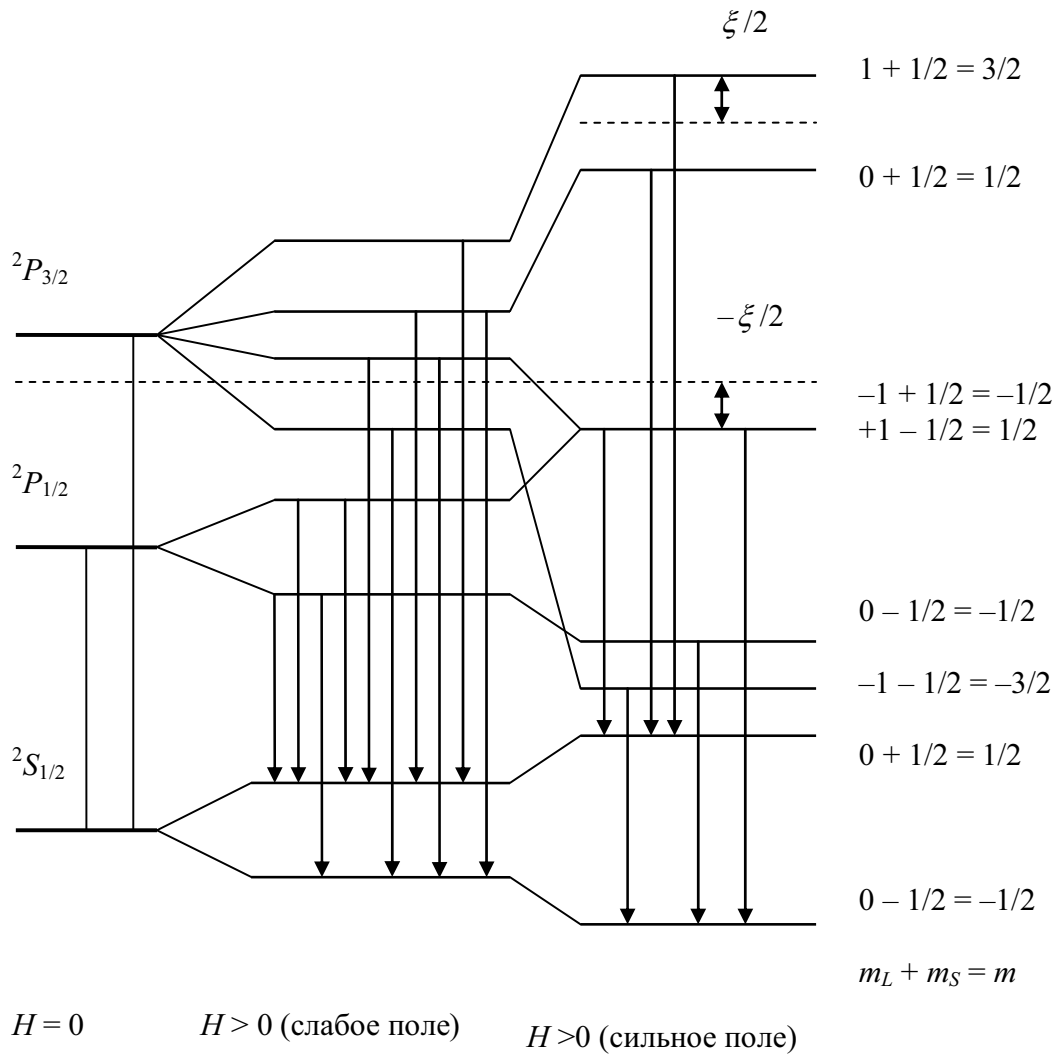 ξ/2
1 + 1/2 = 3/2
0 + 1/2 = 1/2
²P₃/₂
–ξ/2
–1 + 1/2 = –1/2
+1 – 1/2 = 1/2
²P₁/₂
0 – 1/2 = –1/2
–1 – 1/2 = –3/2
²S₁/₂
0 + 1/2 = 1/2
0 – 1/2 = –1/2
m_L + m_S = m
H = 0
H > 0 (слабое поле)
H >0 (сильное поле)